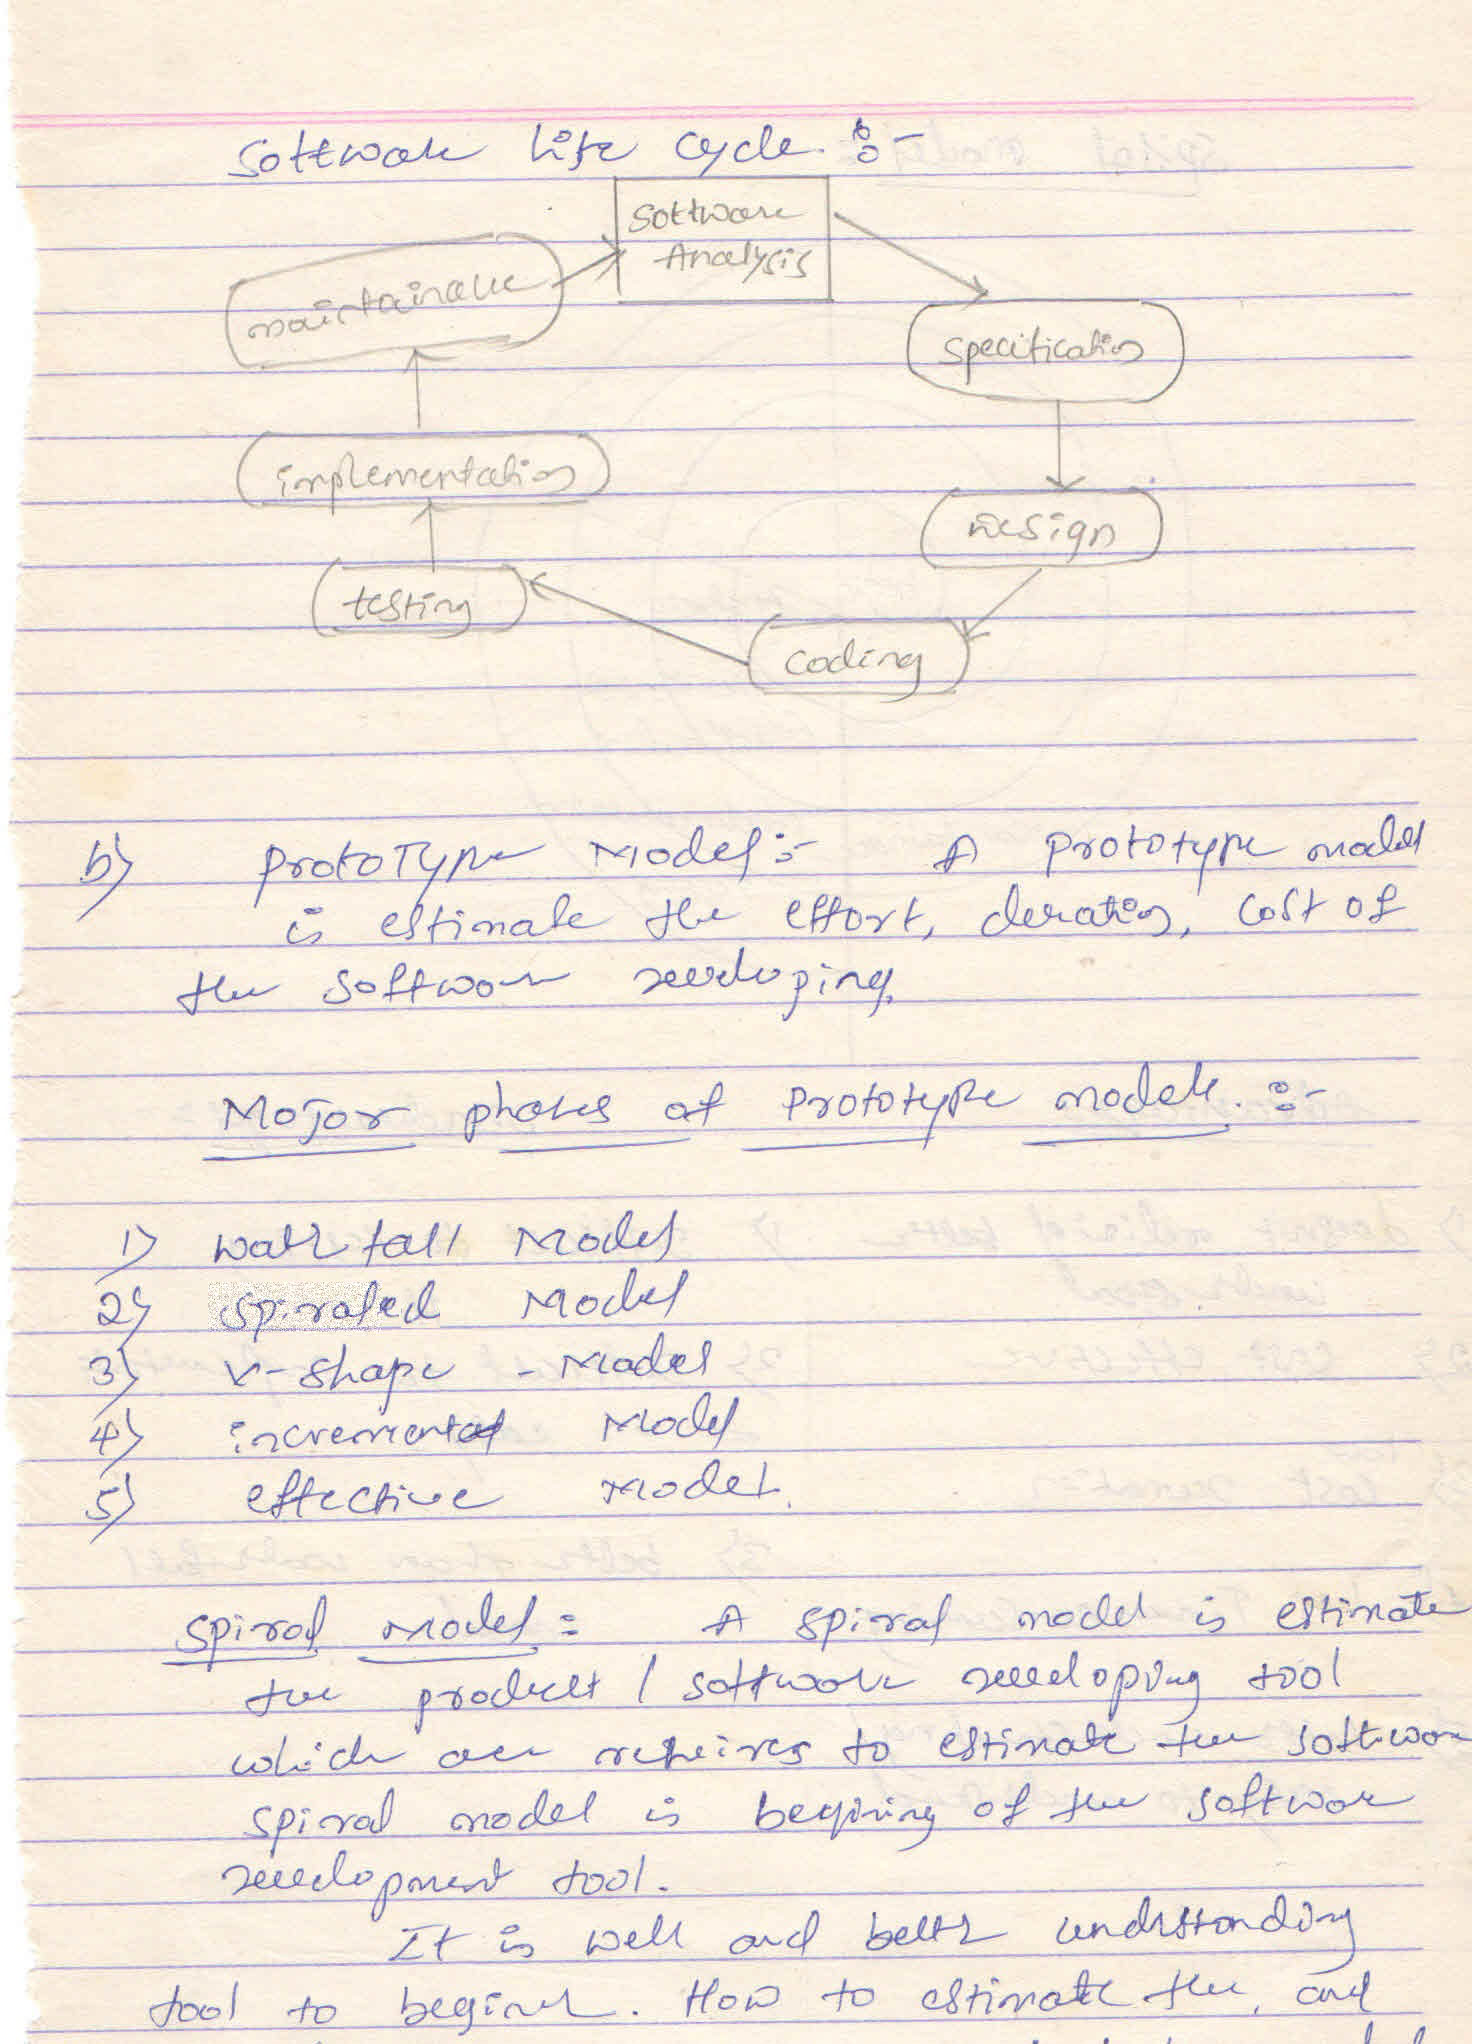 Software Life Cycle :-
Software
Analysis
maintainance
specification
implementation
Design
testing
coding
b) Prototype Model :- A prototype model
is estimate the effort, duration, cost of
the software developing.
Major phases of Prototype models :-
1) waterfall Model
2) spiraled Model
3) V-shape - Model
4) incremental Model
5) effective Model.
Spiral Model : A spiral model is estimate
the product / software developing tool
which are requires to estimate the software
spiral model is begining of the software
development tool.
It is well and better understanding
tool to beginer. How to estimate the, and